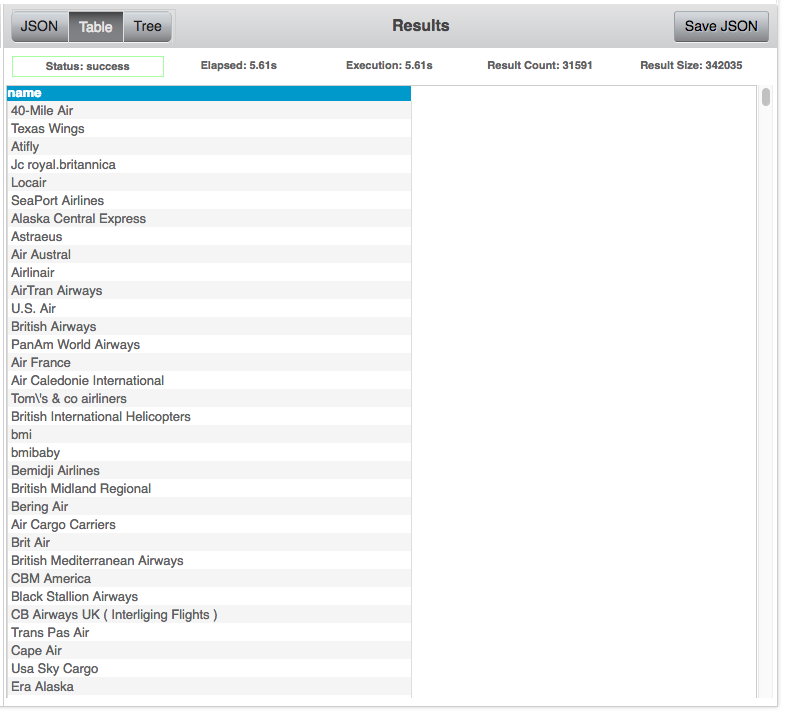 JSON Table Tree Results Save JSON
Status: success Elapsed: 5.61s Execution: 5.61s Result Count: 31591 Result Size: 342035
name
40-Mile Air
Texas Wings
Atifly
Jc royal.britannica
Locair
SeaPort Airlines
Alaska Central Express
Astraeus
Air Austral
Airlinair
AirTran Airways
U.S. Air
British Airways
PanAm World Airways
Air France
Air Caledonie International
Tom\'s & co airliners
British International Helicopters
bmi
bmibaby
Bemidji Airlines
British Midland Regional
Bering Air
Air Cargo Carriers
Brit Air
British Mediterranean Airways
CBM America
Black Stallion Airways
CB Airways UK ( Interliging Flights )
Trans Pas Air
Cape Air
Usa Sky Cargo
Era Alaska